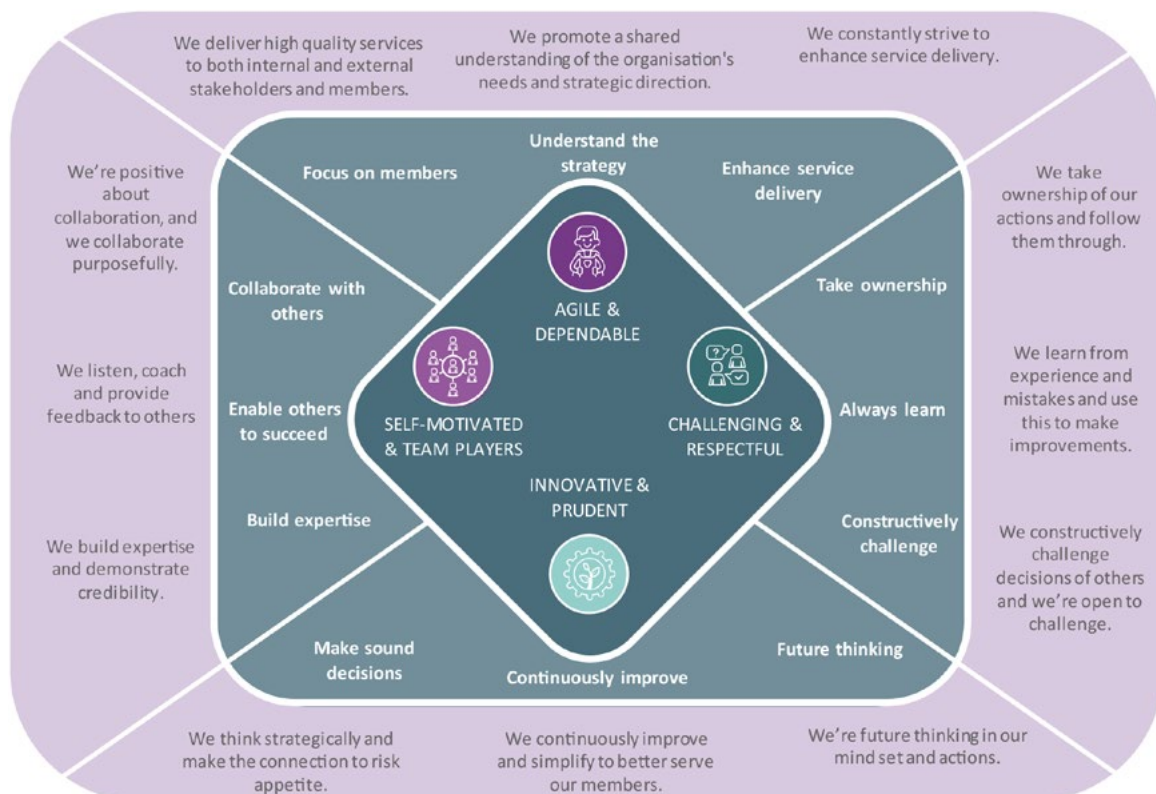 We deliver high quality services
to both internal and external
stakeholders and members.
We promote a shared
understanding of the organisation's
needs and strategic direction.
We constantly strive to
enhance service delivery.
Focus on members
Understand the
strategy
Enhance service
delivery
We're positive
about
collaboration, and
we collaborate
purposefully.
We take
ownership of our
actions and follow
them through.
Collaborate with
others
AGILE &
DEPENDABLE
Take ownership
We listen, coach
and provide
feedback to others
Enable others
to succeed
SELF-MOTIVATED
& TEAM PLAYERS
CHALLENGING &
RESPECTFUL
Always learn
We learn from
experience and
mistakes and use
this to make
improvements.
INNOVATIVE &
PRUDENT
We build expertise
and demonstrate
credibility.
Build expertise
Constructively
challenge
We constructively
challenge
decisions of others
and we're open to
challenge.
Make sound
decisions
Continuously improve
Future thinking
We think strategically and
make the connection to risk
appetite.
We continuously improve
and simplify to better serve
our members.
We're future thinking in our
mind set and actions.